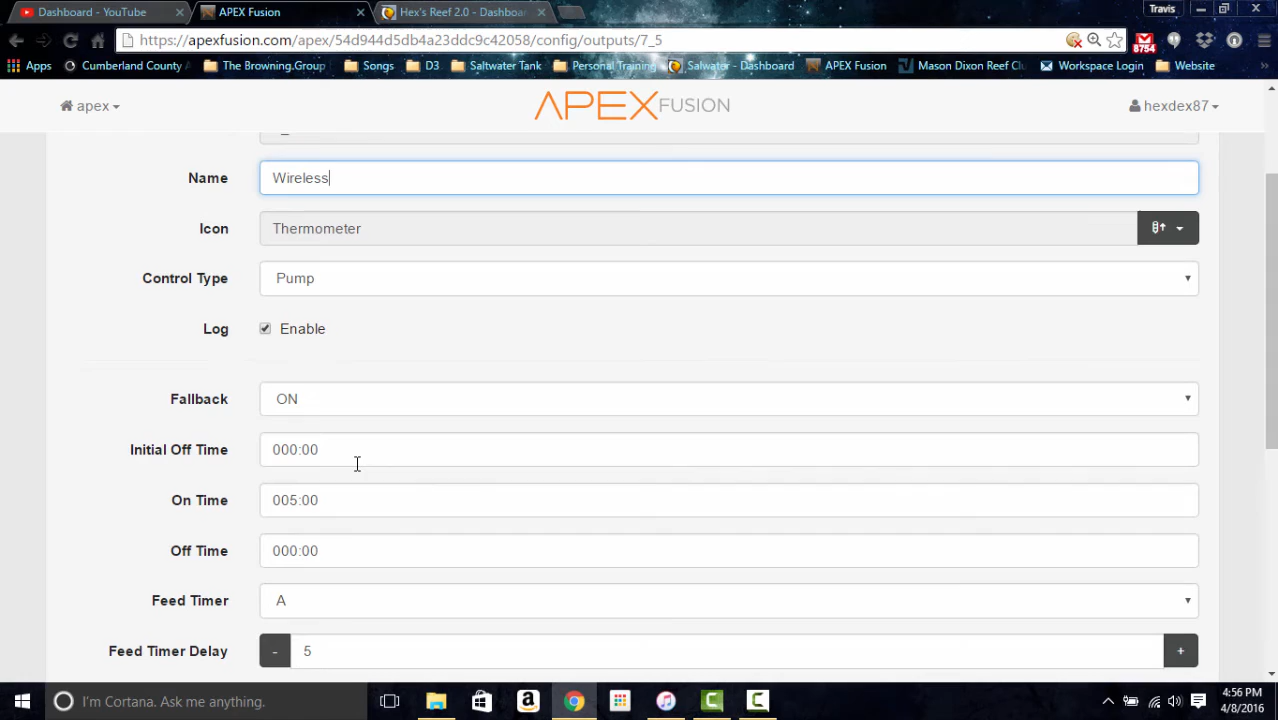 Dashboard - YouTube
APEX Fusion
Hex's Reef 2.0 - Dashboa
Travis
https://apexfusion.com/apex/54d944d5db4a23ddc9c42058/config/outputs/7_5
8754
Apps
Cumberland County A
The Browning.Group
Songs
D3
Saltwater Tank
Personal Training
Salwater - Dashboard
APEX Fusion
Mason Dixon Reef Cl
Workspace Login
Website
apex
APEX FUSION
hexdex87
Name
Wireless
Icon
Thermometer
Control Type
Pump
Log
Enable
Fallback
ON
Initial Off Time
000:00
On Time
005:00
Off Time
000:00
Feed Timer
A
Feed Timer Delay
-
5
+
I'm Cortana. Ask me anything.
4:56 PM
4/8/2016